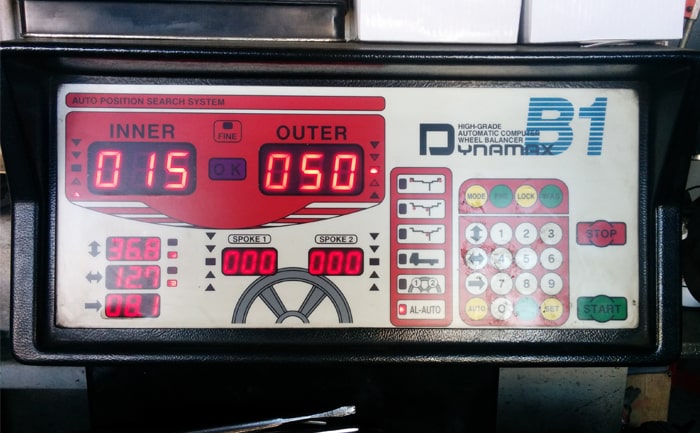 AUTO POSITION SEARCH SYSTEM
INNER
FINE
OUTER
015
OK
050
HIGH-GRADE
AUTOMATIC COMPUTER
WHEEL BALANCER
DYNAMAX
B1
SPOKE 1
SPOKE 2
000
000
36.8
12.7
08.1
1 2
AL-AUTO
MODE
LOCK
1 2 3
4
7 8 9
AUTO
0
SET
STOP
START